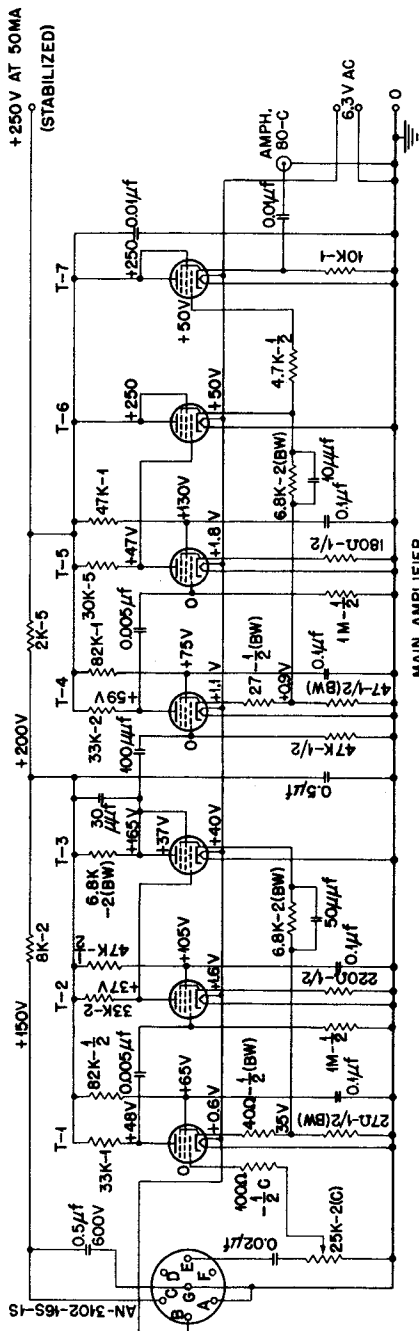 +250V AT 50MA
(STABILIZED)
2K-5
+200V
8K-2
+150V
AN-3102-16S-1S
0.5µf
600V
A
B
C
D
E
F
G
0.02µf
25K-2(C)
100Ω
-1/2C
T-1
33K-1
+48V
82K-1/2
0.005µf
+65V
0
+0.6V
40Ω-1/2(BW)
.35V
27Ω-1/2(BW)
0.1µf
T-2
33K-2
+37V
47K-1/2
+105V
1.6V
1M-1/2
220Ω-1/2
0.1µf
T-3
6.8K
-2(BW)
30
µµf
+165V
+37V
+40V
6.8K-2(BW)
50µµf
0.5µf
T-4
33K-2
+59V
82K-1
100µµf
0.005µf
+75V
0
+1.1V
27-1/2(BW)
+0.9V
47K-1/2
47-1/2(BW)
0.1µf
T-5
30K-5
+47V
47K-1
+130V
0
+1.8V
1M-1/2
180Ω-1/2
0.1µf
T-6
+250
+50V
6.8K-2(BW)
10µµf
4.7K-1/2
T-7
+250
0.01µf
+50V
10K-1
0.01µf
AMPH.
80-C
6.3V AC
0
MAIN AMPLIFIER